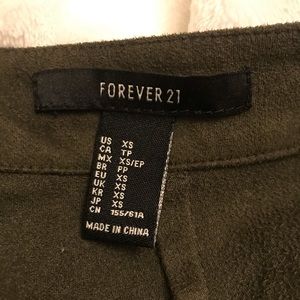 FOREVER 21
US XS
CA TP
MX XS/EP
BR PP
EU XS
UK XS
KR XS
JP XS
CN 155/61A
MADE IN CHINA